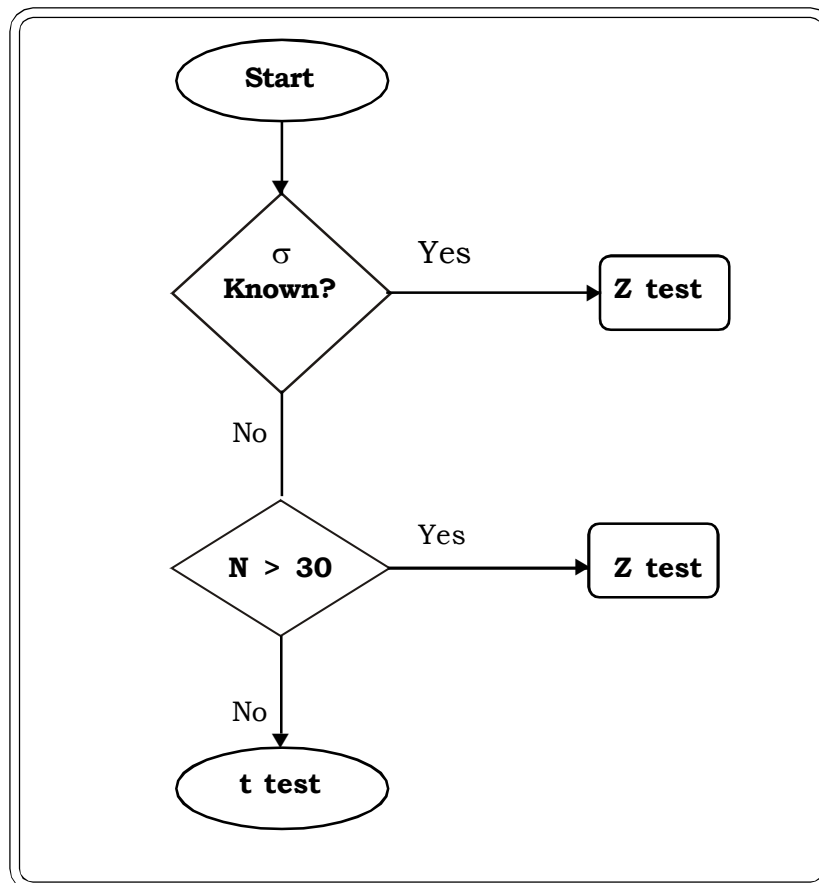 Start
σ
Known?
Yes
Z test
No
N > 30
Yes
Z test
No
t test